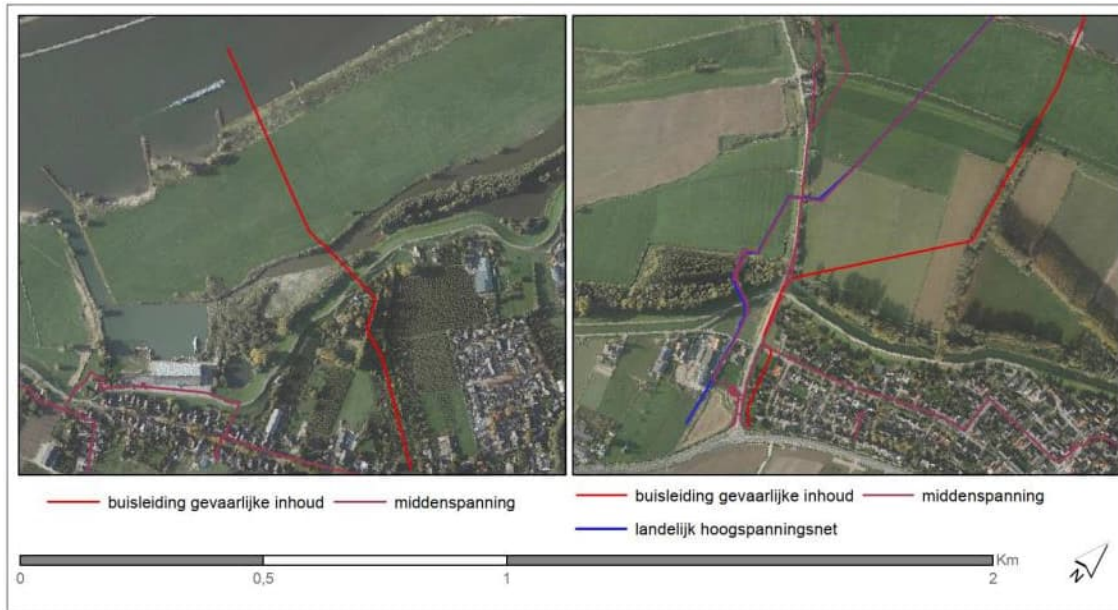 buisleiding gevaarlijke inhoud middenspanning
buisleiding gevaarlijke inhoud middenspanning
landelijk hoogspanningsnet
Km
0 0,5 1 2
N